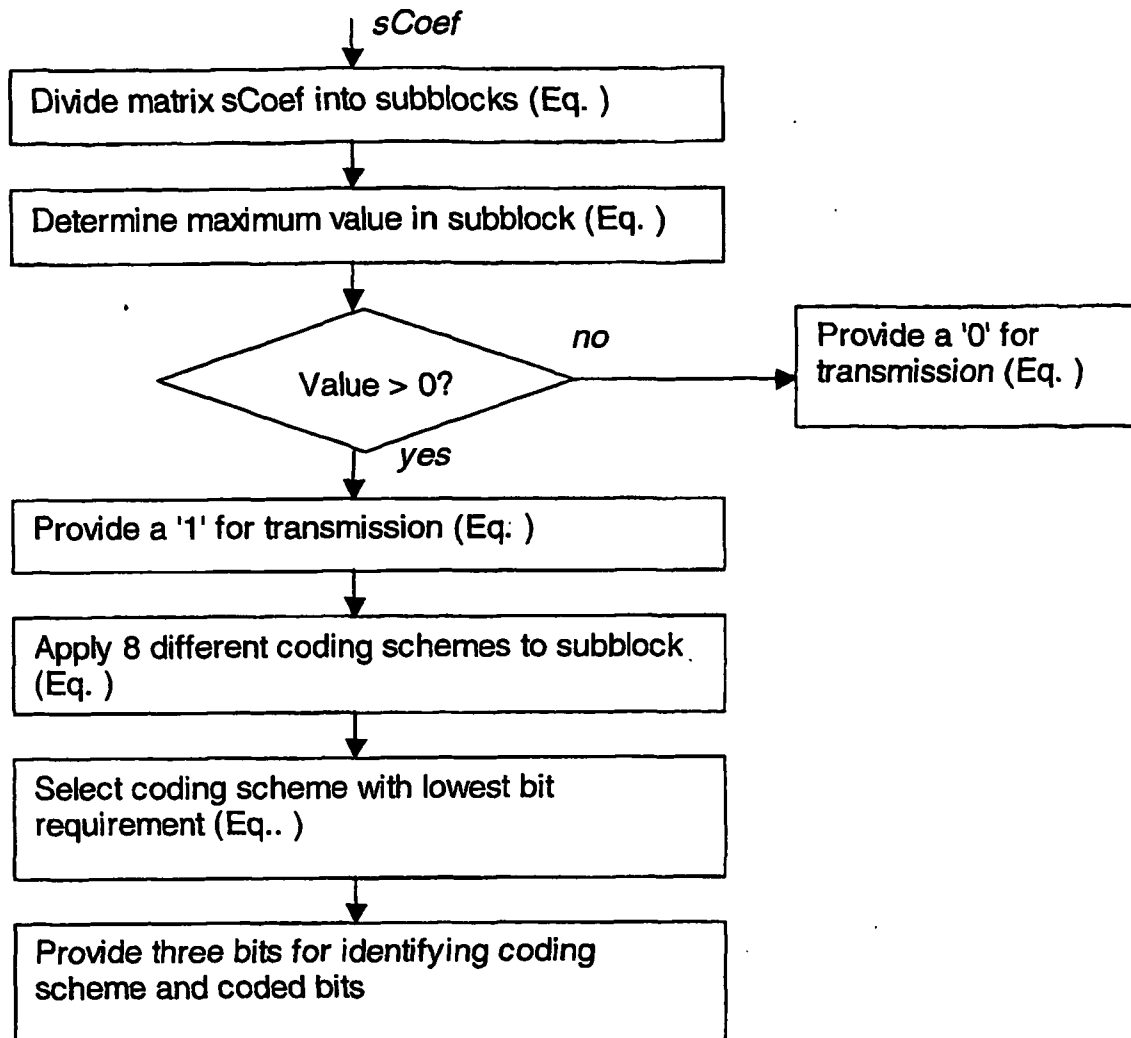 sCoef
Divide matrix sCoef into subblocks (Eq. )
Determine maximum value in subblock (Eq. )
no
Provide a '0' for
transmission (Eq. )
Value > 0?
yes
Provide a '1' for transmission (Eq. )
Apply 8 different coding schemes to subblock
(Eq. )
Select coding scheme with lowest bit
requirement (Eq.. )
Provide three bits for identifying coding
scheme and coded bits